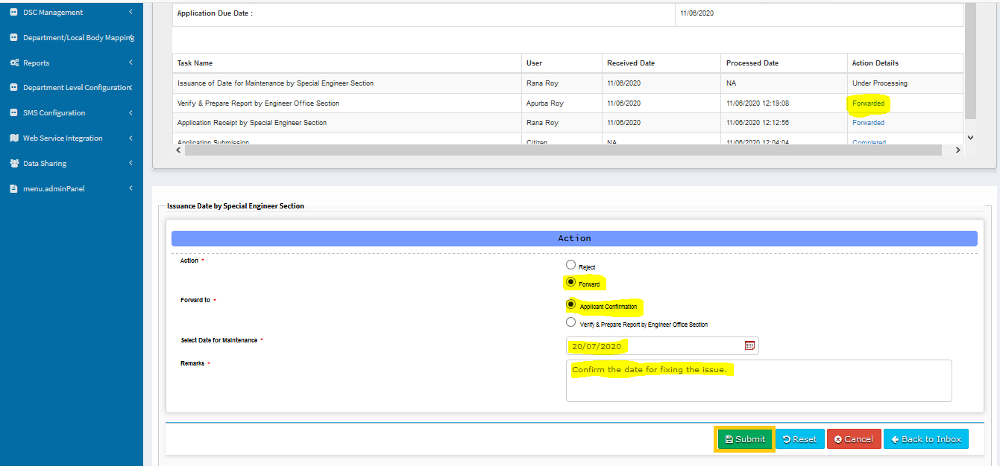 DSC Management
Department/Local Body Mapping
Reports
Department Level Configuration
SMS Configuration
Web Service Integration
Data Sharing
menu.adminPanel
Application Due Date : 11/06/2020
Task Name User Received Date Processed Date Action Details
Issuance of Date for Maintenance by Special Engineer Section Rana Roy 11/06/2020 NA Under Processing
Verify & Prepare Report by Engineer Office Section Apurba Roy 11/06/2020 11/06/2020 12:19:08 Forwarded
Application Receipt by Special Engineer Section Rana Roy 11/06/2020 11/06/2020 12:12:56 Forwarded
Application Submission Citizen NA 11/06/2020 12:04:04 Completed
Issuance Date by Special Engineer Section
Action
Action * Reject
Forward
Forward to * Applicant Confirmation
Verify & Prepare Report by Engineer Office Section
Select Date for Maintenance * 20/07/2020
Remarks * Confirm the date for fixing the issue.
Submit Reset Cancel Back to Inbox